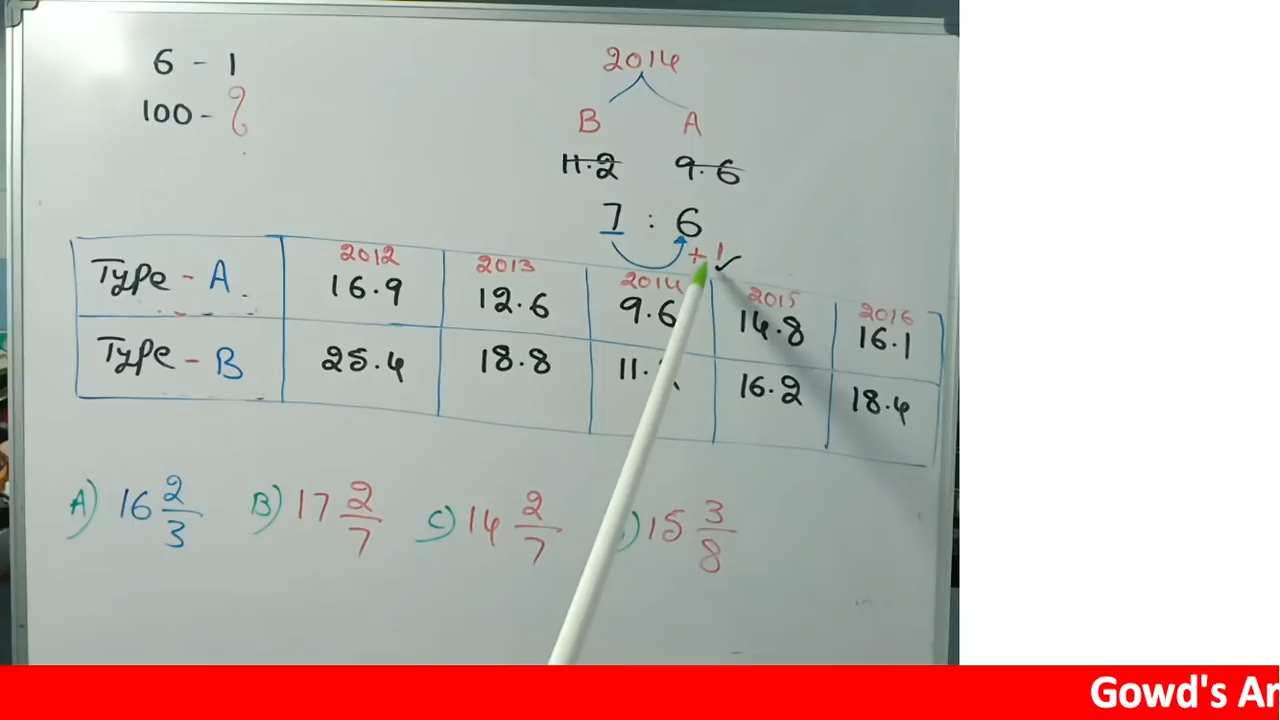 6 - 1
100 - ?
2014
B A
11.2 9.6
7 : 6
+1
2012 2013 2014 2015 2016
Type - A 16.9 12.6 9.6 14.8 16.1
Type - B 25.4 18.8 11. 16.2 18.4
A) 16 2/3 B) 17 2/7 C) 14 2/7 ) 15 3/8
Gowd's Ar